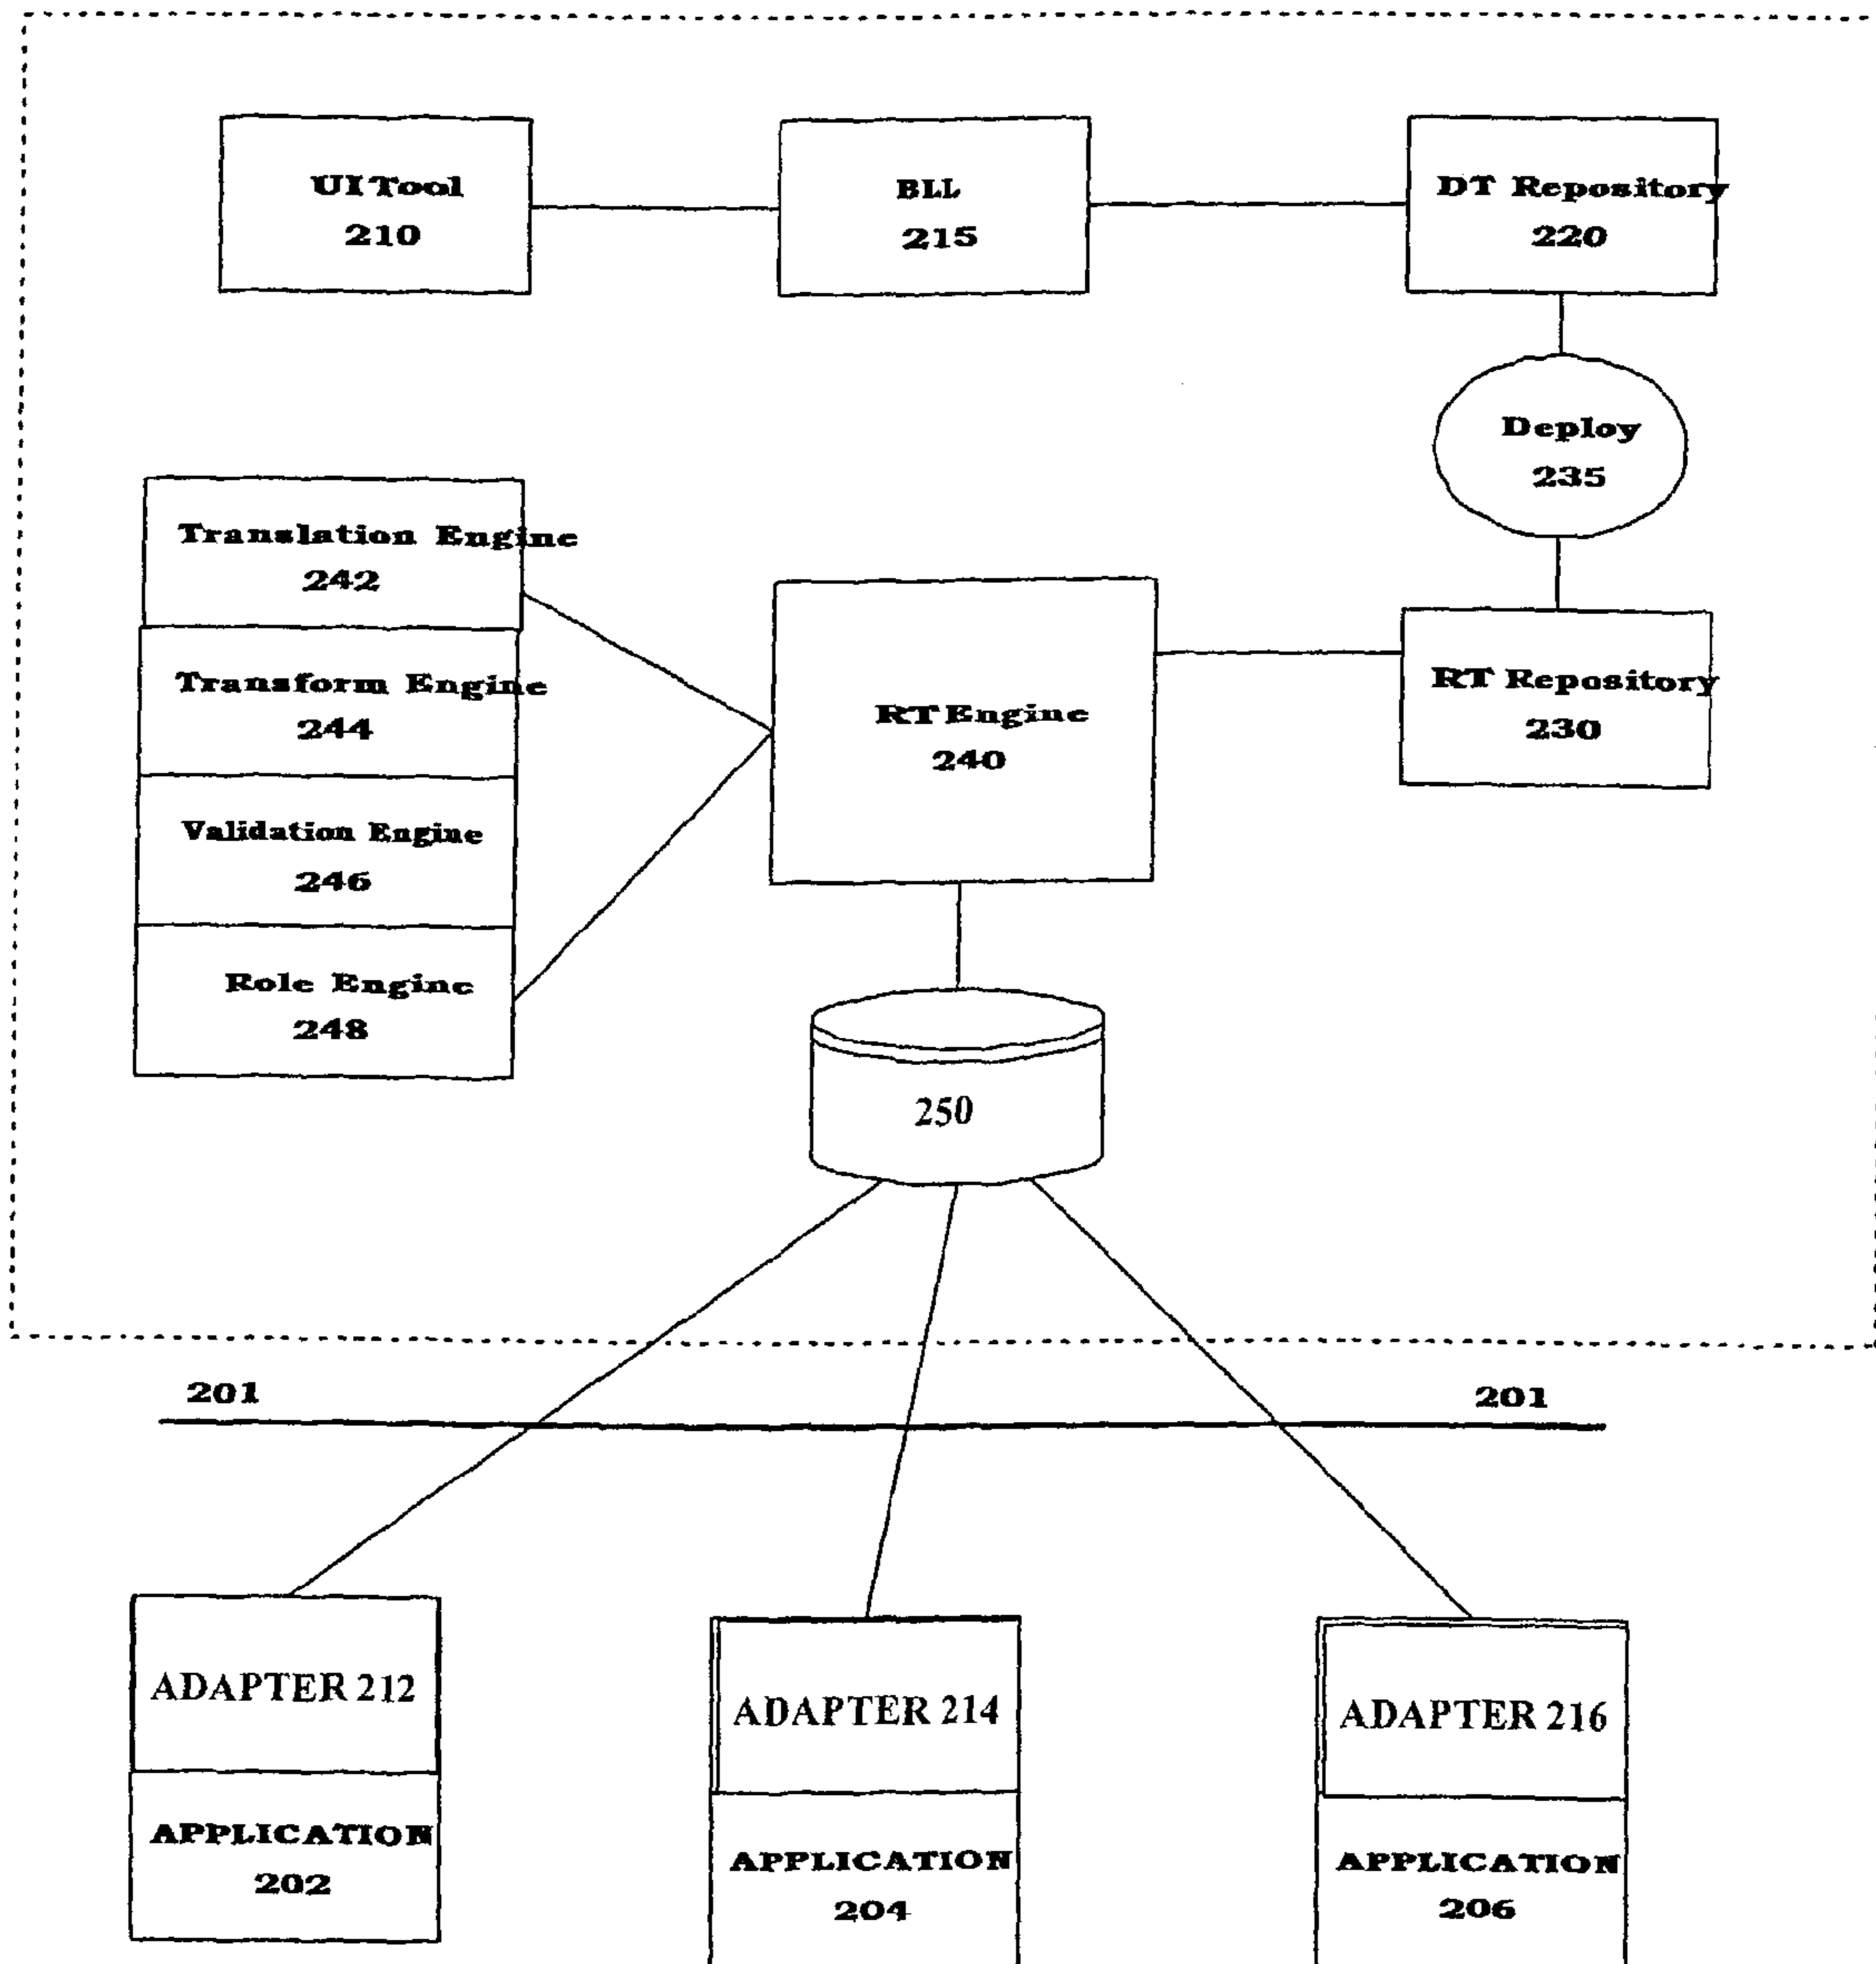 UI Tool
210
BLL
215
DT Repository
220
Deploy
235
Translation Engine
242
Transform Engine
244
Validation Engine
246
Role Engine
248
RT Engine
240
RT Repository
230
250
201
201
ADAPTER 212
APPLICATION
202
ADAPTER 214
APPLICATION
204
ADAPTER 216
APPLICATION
206